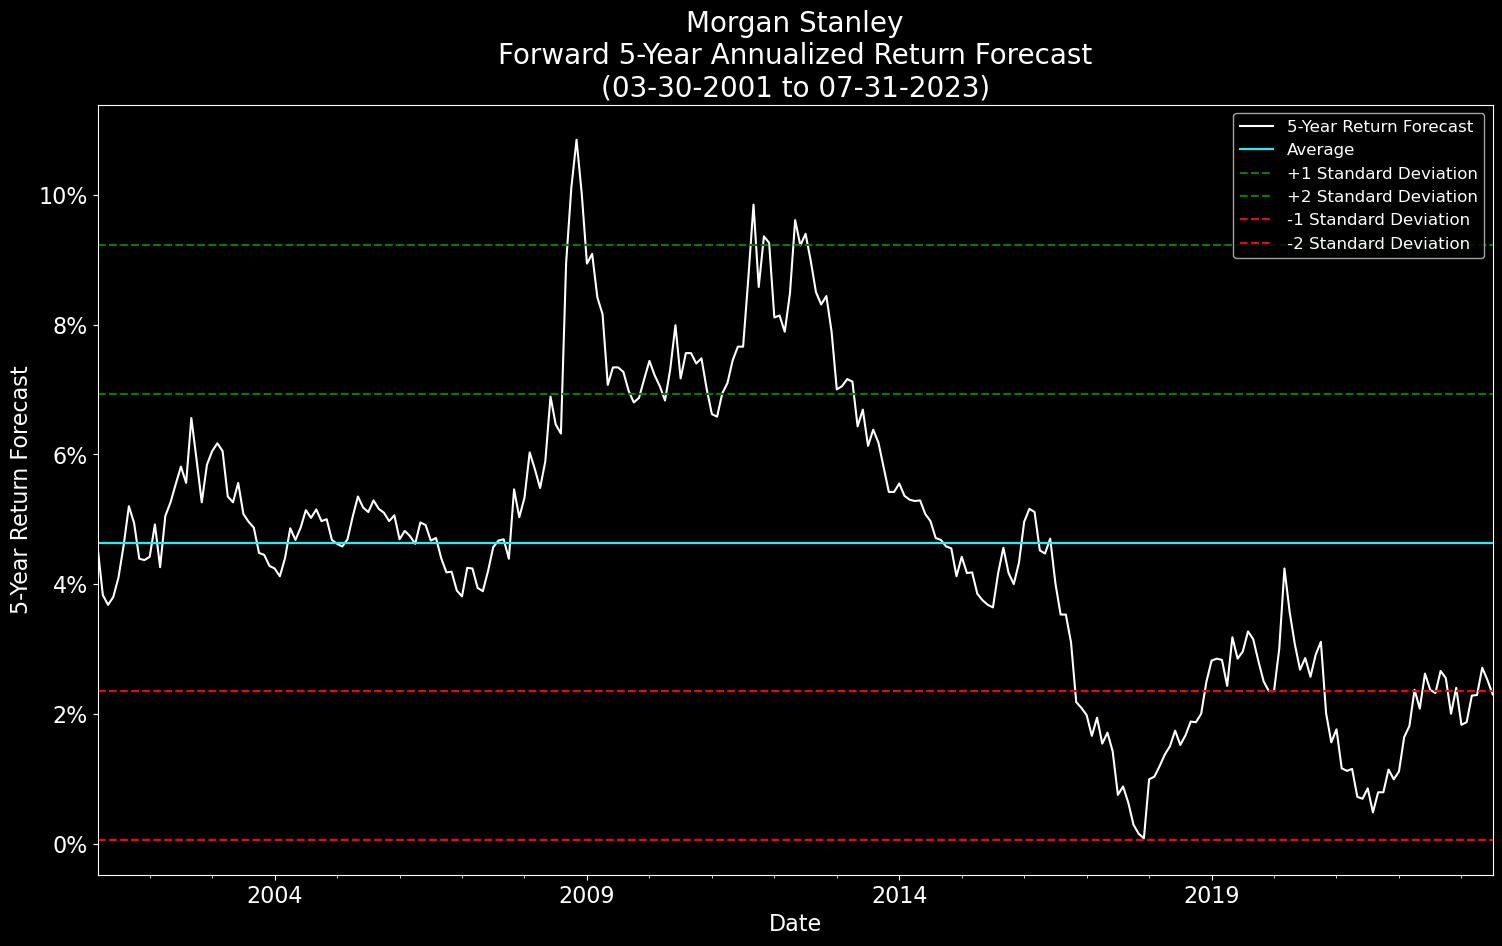 Morgan Stanley
Forward 5-Year Annualized Return Forecast
(03-30-2001 to 07-31-2023)
5-Year Return Forecast
Average
+1 Standard Deviation
+2 Standard Deviation
-1 Standard Deviation
-2 Standard Deviation
5-Year Return Forecast
10%
8%
6%
4%
2%
0%
2004
2009
2014
2019
Date